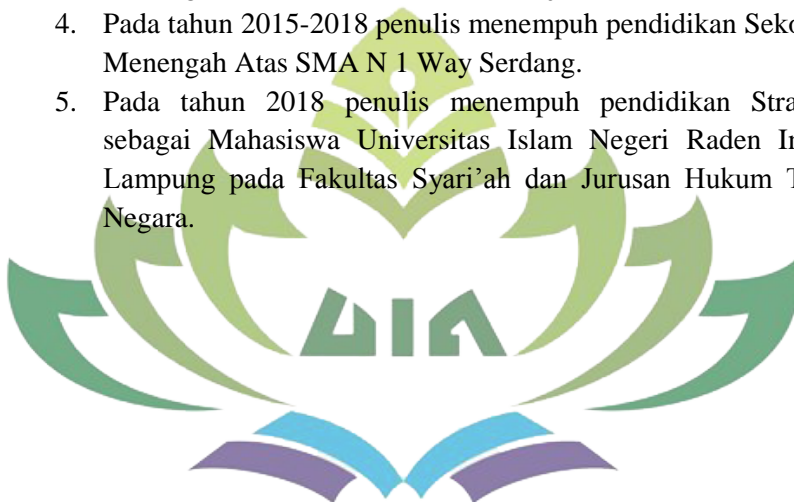 4. Pada tahun 2015-2018 penulis menempuh pendidikan Seko
Menengah Atas SMA N 1 Way Serdang.
5. Pada tahun 2018 penulis menempuh pendidikan Stra
sebagai Mahasiswa Universitas Islam Negeri Raden In
Lampung pada Fakultas Syari’ah dan Jurusan Hukum T
Negara.
UIN